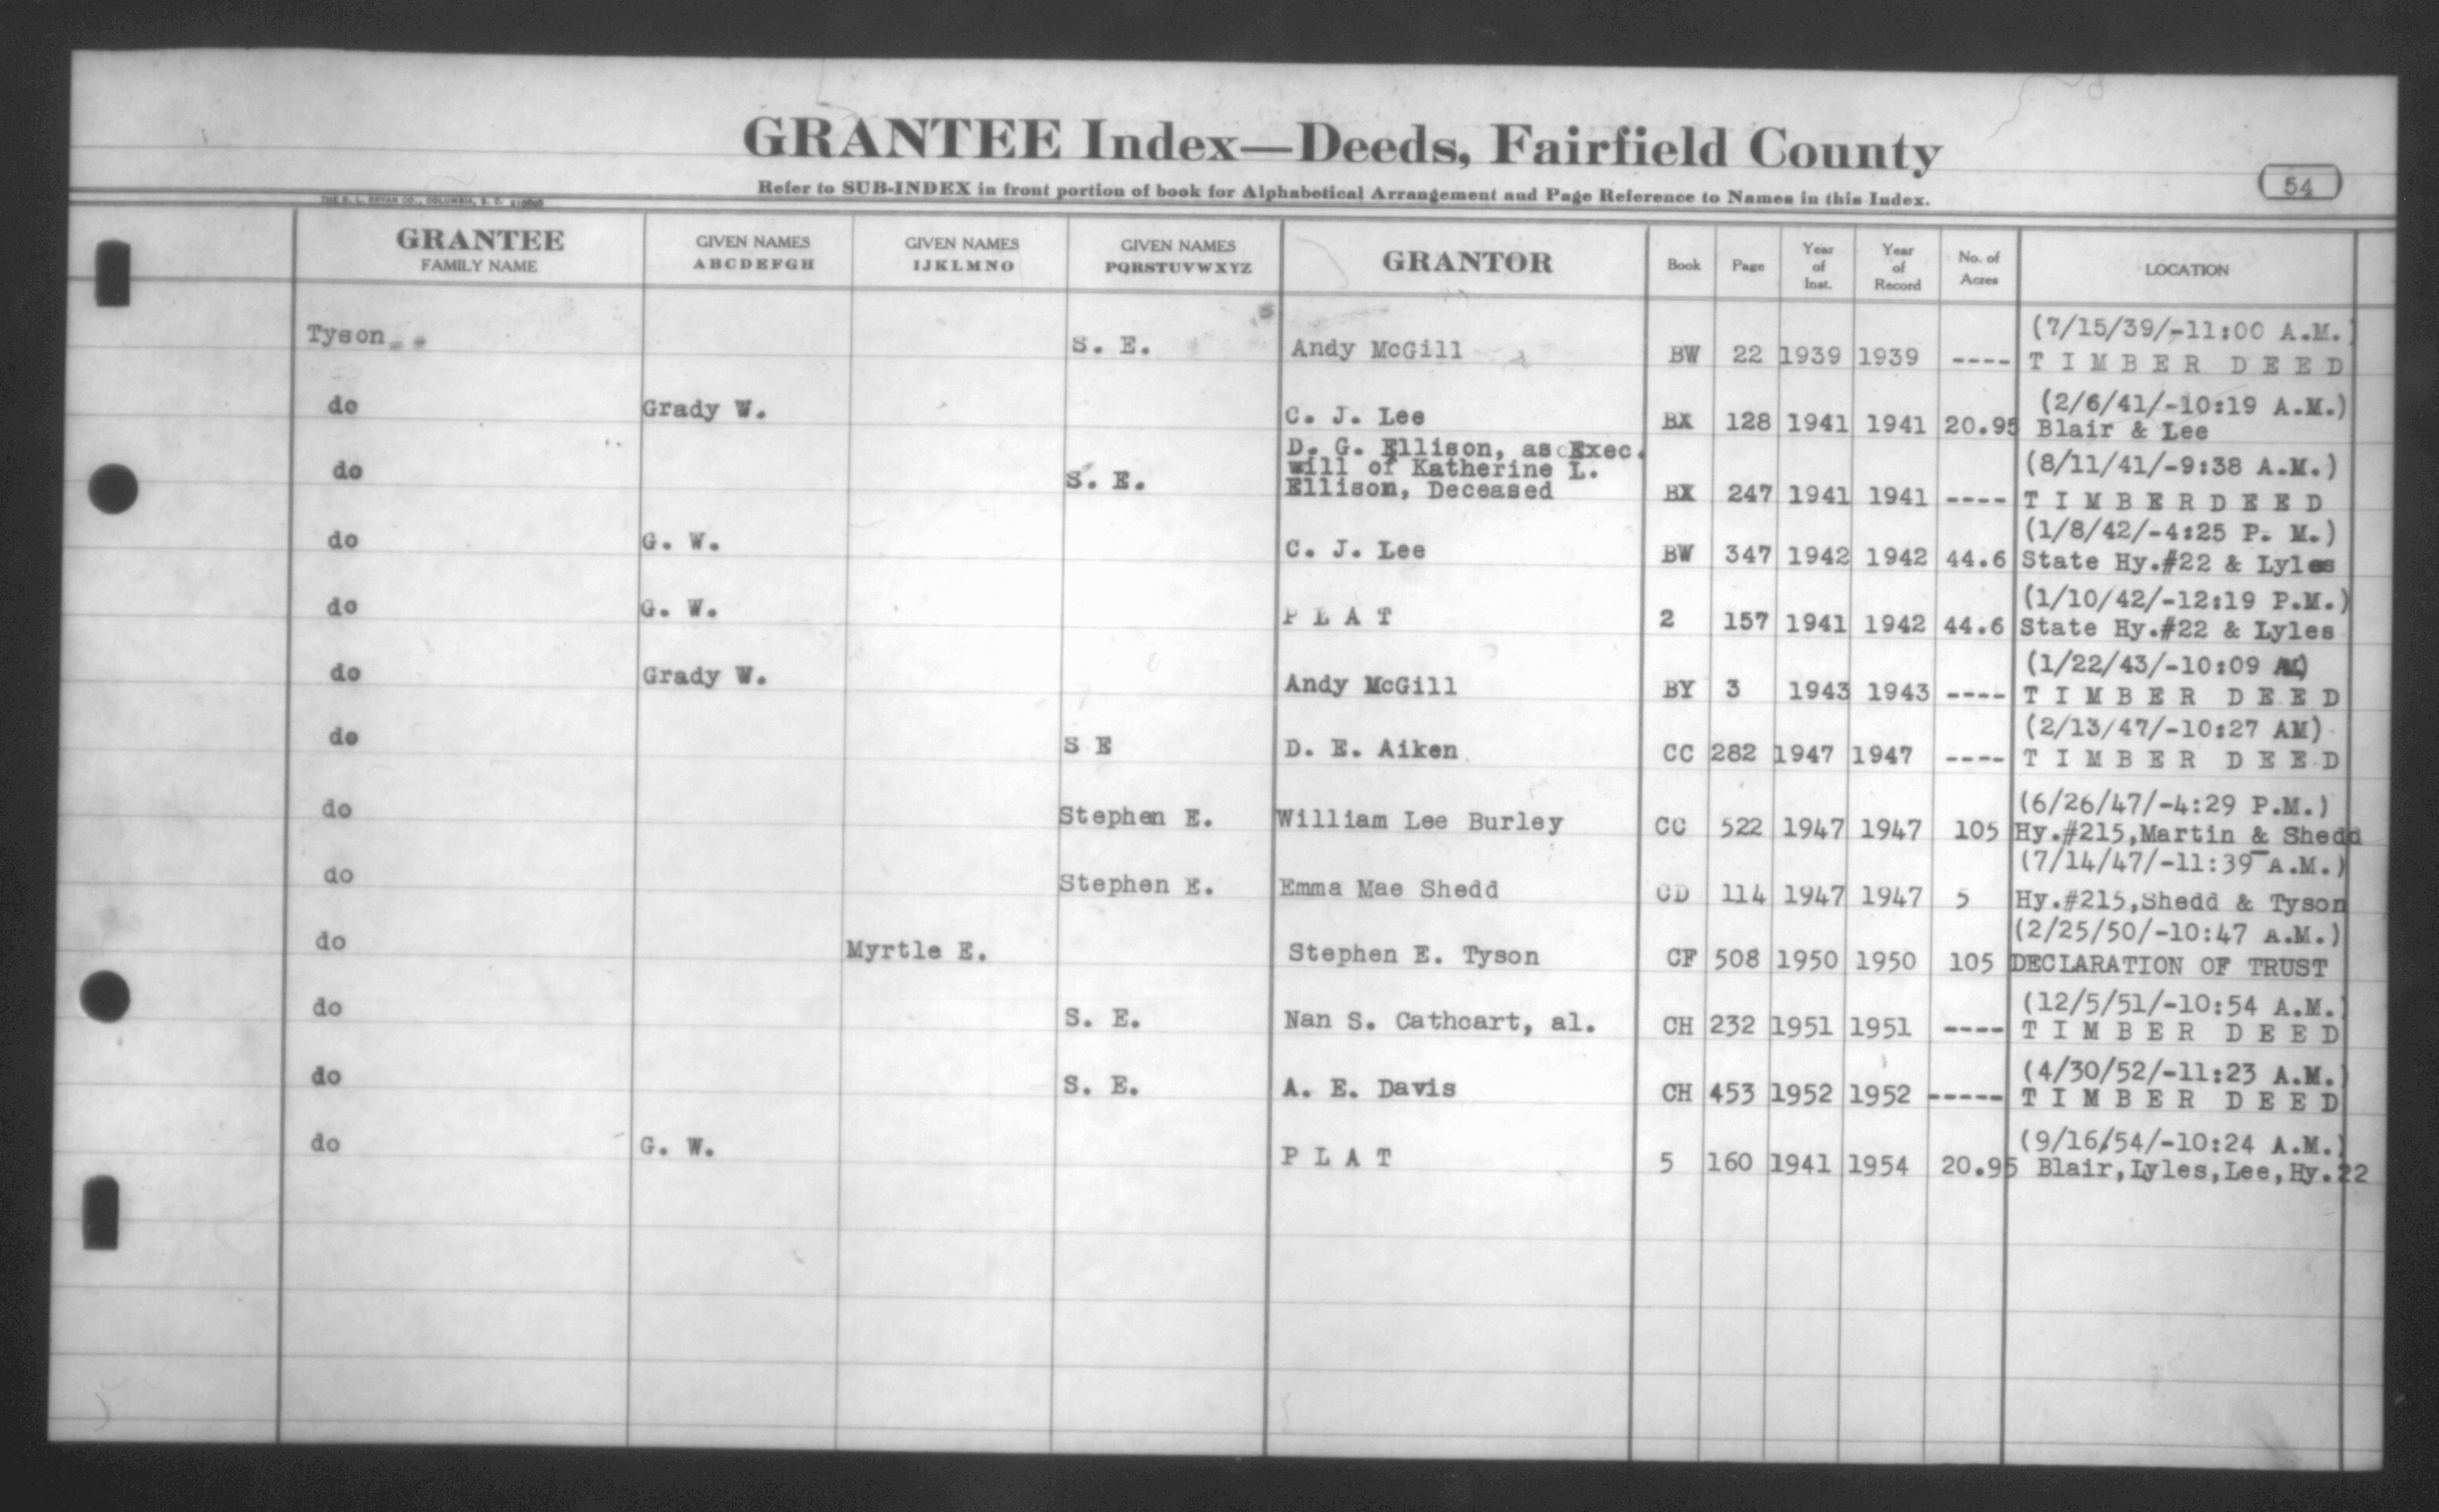 GRANTEE Index—Deeds, Fairfield County
Refer to SUB-INDEX in front portion of book for Alphabetical Arrangement and Page Reference to Names in this Index.
54
GRANTEE FAMILY NAME GIVEN NAMES ABCDEFGH GIVEN NAMES IJKLMNO GIVEN NAMES PQRSTUVWXYZ GRANTOR Book Page Year of Inst. Year of Record No. of Acres LOCATION
(7/15/39/-11:00 A.M.)
Tyson S. E. Andy McGill BW 22 1939 1939 ---- T I M B E R D E E D
(2/6/41/-10:19 A.M.)
do Grady W. C. J. Lee BX 128 1941 1941 20.95 Blair & Lee
D. G. Ellison, as Exec.
will of Katherine L. (8/11/41/-9:38 A.M.)
do S. E. Ellison, Deceased BX 247 1941 1941 ---- T I M B E R D E E D
(1/8/42/-4:25 P. M.)
do G. W. C. J. Lee BW 347 1942 1942 44.6 State Hy.#22 & Lyles
(1/10/42/-12:19 P.M.)
do G. W. P L A T 2 157 1941 1942 44.6 State Hy.#22 & Lyles
(1/22/43/-10:09 AM)
do Grady W. Andy McGill BY 3 1943 1943 ---- T I M B E R D E E D
(2/13/47/-10:27 AM)
do S E D. E. Aiken CC 282 1947 1947 ---- T I M B E R D E E D
(6/26/47/-4:29 P.M.)
do Stephen E. William Lee Burley CC 522 1947 1947 105 Hy.#215,Martin & Shedd
(7/14/47/-11:39 A.M.)
do Stephen E. Emma Mae Shedd CD 114 1947 1947 5 Hy.#215,Shedd & Tyson
(2/25/50/-10:47 A.M.)
do Myrtle E. Stephen E. Tyson CF 508 1950 1950 105 DECLARATION OF TRUST
(12/5/51/-10:54 A.M.)
do S. E. Nan S. Cathcart, al. CH 232 1951 1951 ---- T I M B E R D E E D
(4/30/52/-11:23 A.M.)
do S. E. A. E. Davis CH 453 1952 1952 ----- T I M B E R D E E D
(9/16/54/-10:24 A.M.)
do G. W. P L A T 5 160 1941 1954 20.95 Blair,Lyles,Lee,Hy.22